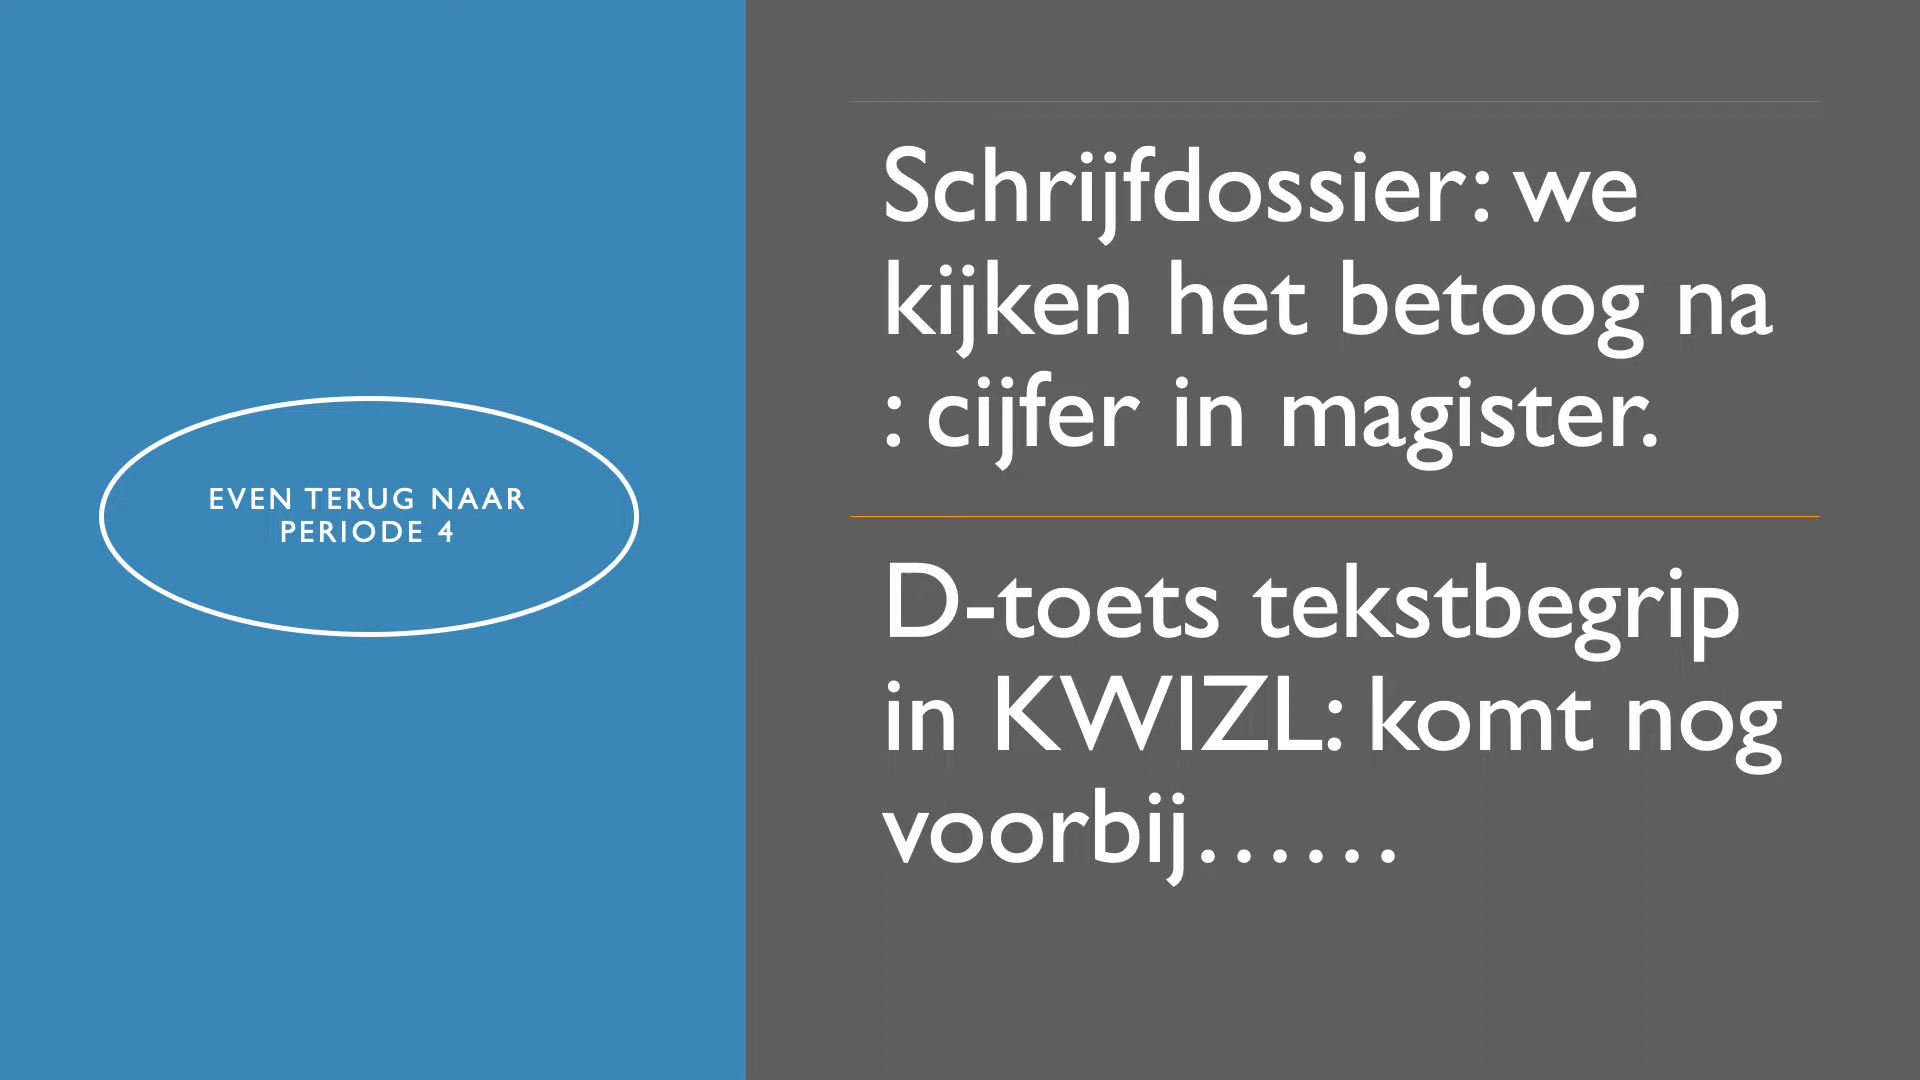 EVEN TERUG NAAR
PERIODE 4
Schrijfdossier: we
kijken het betoog na
: cijfer in magister.
D-toets tekstbegrip
in KWIZL: komt nog
voorbij……